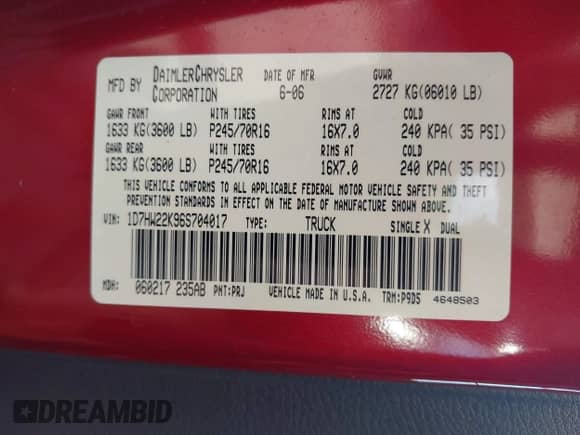 MFD BY DAIMLERCHRYSLER CORPORATION DATE OF MFR 6-06 GVWR 2727 KG(06010 LB)
GAWR FRONT WITH TIRES RIMS AT COLD
1633 KG(3600 LB) P245/70R16 16X7.0 240 KPA( 35 PSI)
GAWR REAR WITH TIRES RIMS AT COLD
1633 KG(3600 LB) P245/70R16 16X7.0 240 KPA( 35 PSI)
THIS VEHICLE CONFORMS TO ALL APPLICABLE FEDERAL MOTOR VEHICLE SAFETY AND THEFT
PREVENTION STANDARDS IN EFFECT ON THE DATE OF MANUFACTURE SHOWN ABOVE.
VIN: 1D7HW22K96S704017 TYPE: TRUCK SINGLE X DUAL
MDH: 060217 235AB PNT:PRJ VEHICLE MADE IN U.S.A. TRM:P9D5 4648503
DREAMBID